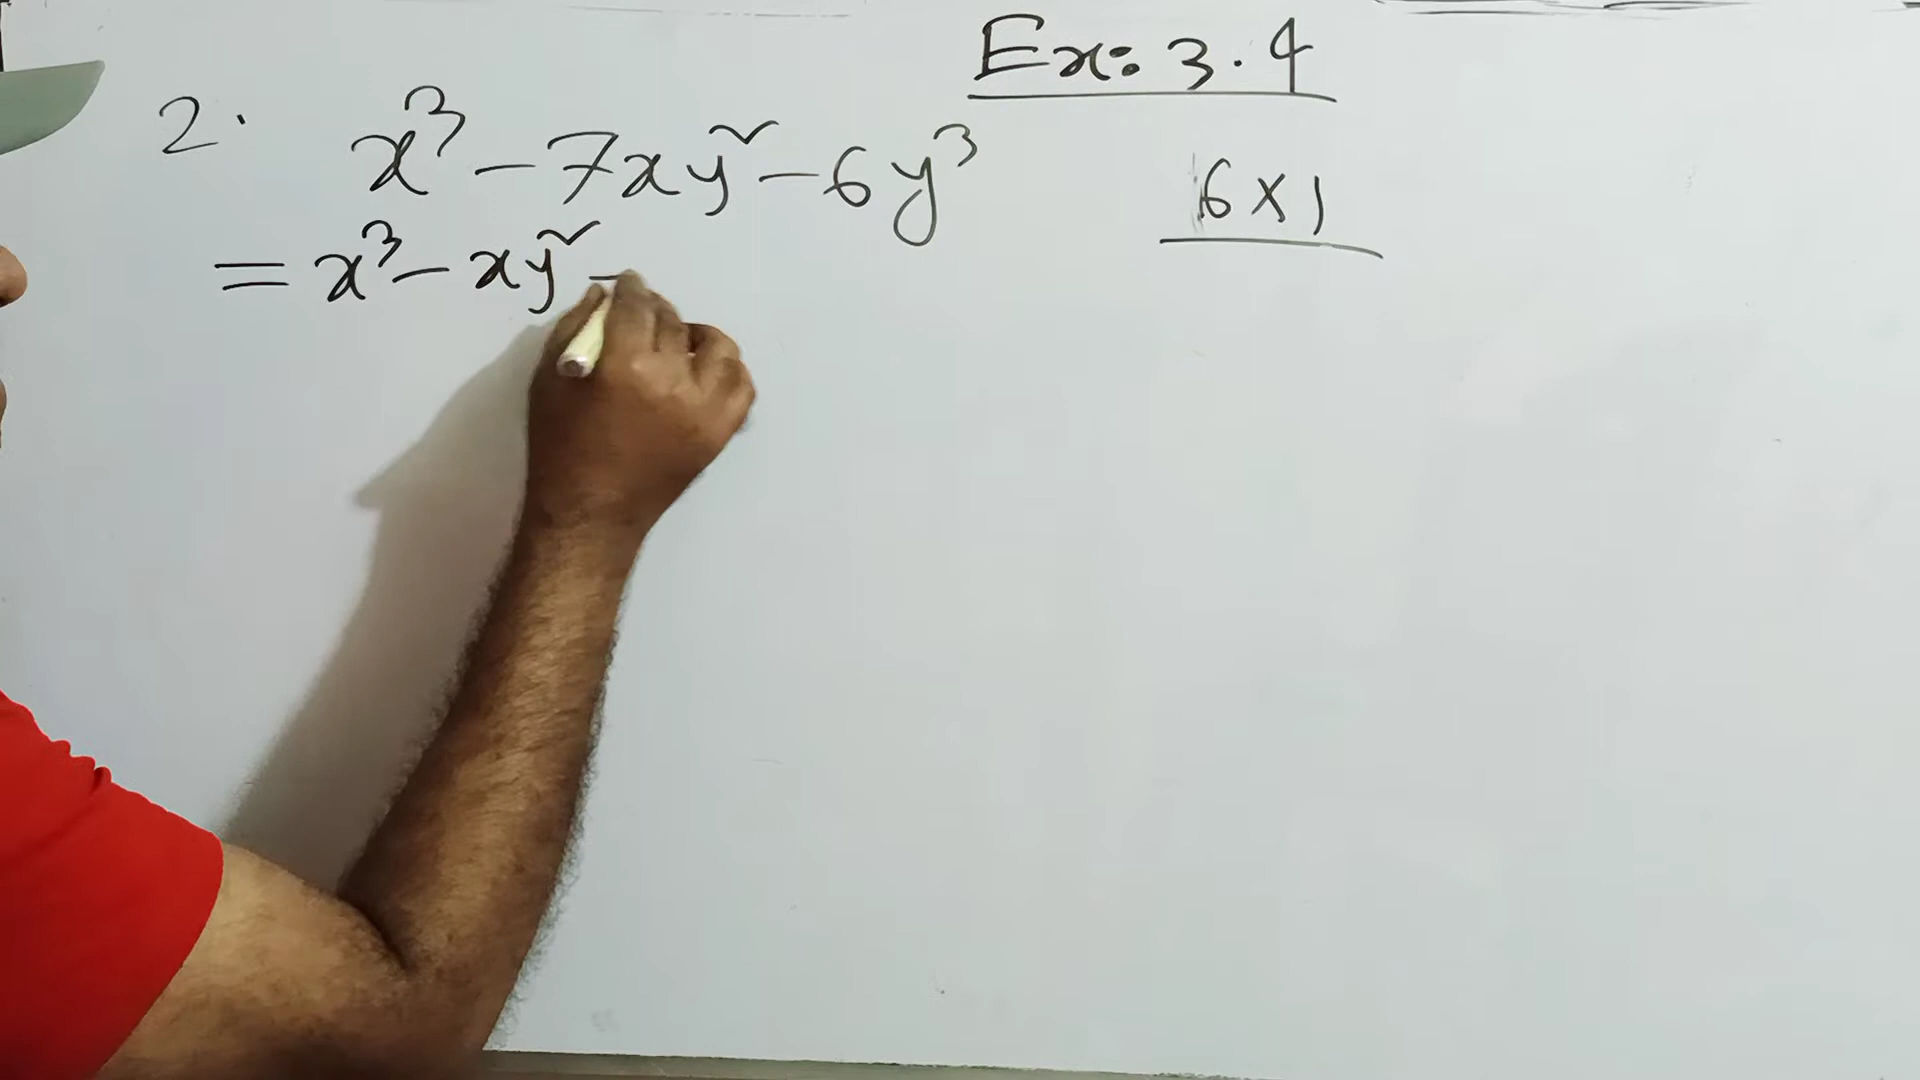 Ex: 3.4
2. x³ - 7xy² - 6y³
6 × 1
= x³ - xy² -